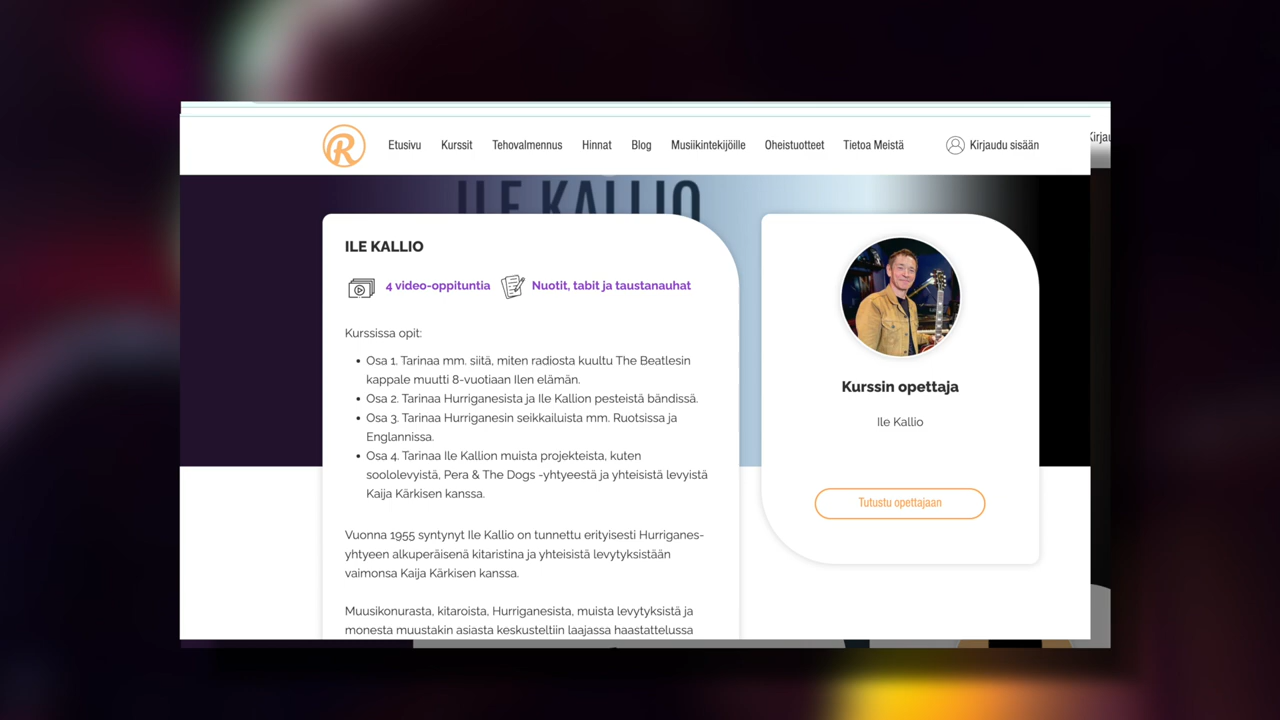 R
Etusivu Kurssit Tehovalmennus Hinnat Blog Musiikintekijöille Oheistuotteet Tietoa Meistä Kirjaudu sisään
ILE KALLIO
ILE KALLIO
4 video-oppituntia Nuotit, tabit ja taustanauhat
Kurssissa opit:
• Osa 1. Tarinaa mm. siitä, miten radiosta kuultu The Beatlesin
kappale muutti 8-vuotiaan Ilen elämän.
• Osa 2. Tarinaa Hurriganesista ja Ile Kallion pesteistä bändissä.
• Osa 3. Tarinaa Hurriganesin seikkailuista mm. Ruotsissa ja
Englannissa.
• Osa 4. Tarinaa Ile Kallion muista projekteista, kuten
soololevyistä, Pera & The Dogs -yhtyeestä ja yhteisistä levyistä
Kaija Kärkisen kanssa.
Vuonna 1955 syntynyt Ile Kallio on tunnettu erityisesti Hurriganes-
yhtyeen alkuperäisenä kitaristina ja yhteisistä levytyksistään
vaimonsa Kaija Kärkisen kanssa.
Muusikonurasta, kitaroista, Hurriganesista, muista levytyksistä ja
monesta muustakin asiasta keskusteltiin laajassa haastattelussa
Kurssin opettaja
Ile Kallio
Tutustu opettajaan